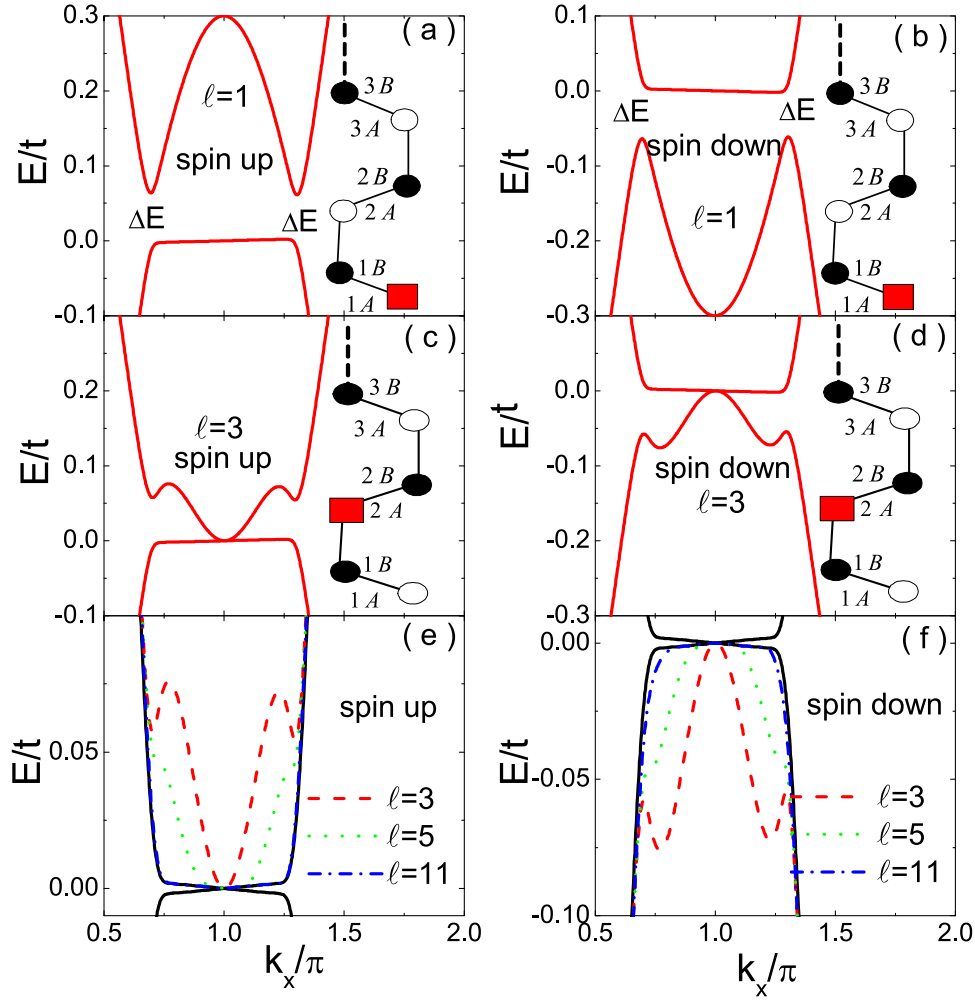 ( a )
E/t
0.3
0.2
0.1
0.0
-0.1
ℓ=1
spin up
ΔE
ΔE
3 B
3 A
2 B
2 A
1 B
1 A
( b )
E/t
0.1
0.0
-0.1
-0.2
-0.3
ΔE
ΔE
spin down
ℓ=1
3 B
3 A
2 B
2 A
1 B
1 A
( c )
E/t
0.2
0.1
0.0
-0.1
ℓ=3
spin up
3 B
3 A
2 B
2 A
1 B
1 A
( d )
E/t
0.0
-0.1
-0.2
-0.3
spin down
ℓ=3
3 B
3 A
2 B
2 A
1 B
1 A
( e )
E/t
0.05
0.00
spin up
ℓ=3
ℓ=5
ℓ=11
0.5 1.0 1.5 2.0
kx/π
( f )
E/t
0.00
-0.05
-0.10
spin down
ℓ=3
ℓ=5
ℓ=11
0.5 1.0 1.5 2.0
kx/π